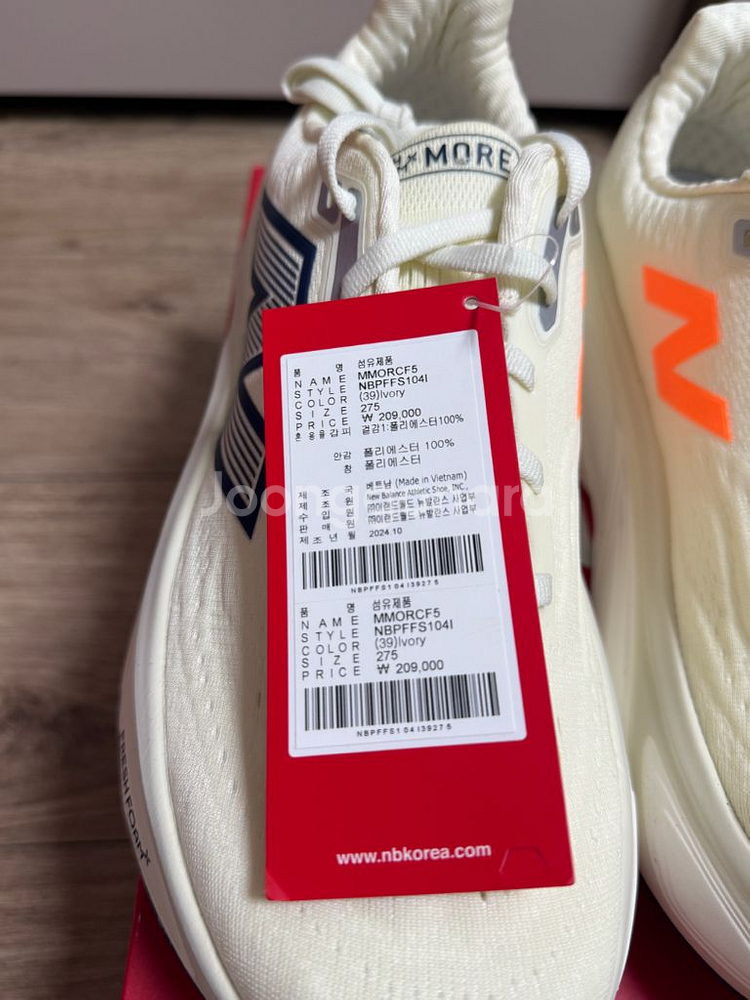 MORE
품 명 섬유제품
NAME MMORCF5
STYLE NBPFFS104I
COLOR (39)Ivory
SIZE 275
PRICE ₩ 209,000
혼용율 겉감1:폴리에스터100%
안감 폴리에스터 100%
창 폴리에스터
제 조 국 베트남 (Made in Vietnam)
제 조 원 New Balance Athletic Shoe, INC.,
수 입 원 ㈜이랜드월드 뉴발란스 사업부
판 매 원 ㈜이랜드월드 뉴발란스 사업부
제조년월 2024.10
NBPFFS104I39275
품 명 섬유제품
NAME MMORCF5
STYLE NBPFFS104I
COLOR (39)Ivory
SIZE 275
PRICE ₩ 209,000
NBPFFS104I39275
www.nbkorea.com
FRESH FOAM X